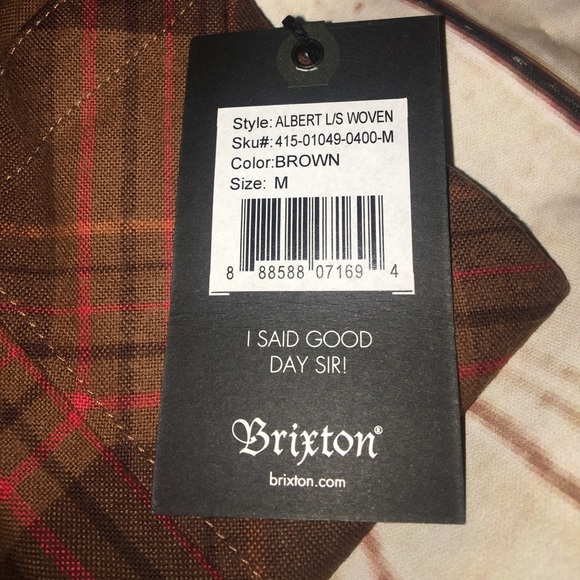 Style: ALBERT L/S WOVEN
Sku#: 415-01049-0400-M
Color: BROWN
Size: M
8 88588 07169 4
I SAID GOOD
DAY SIR!
Brixton®
brixton.com